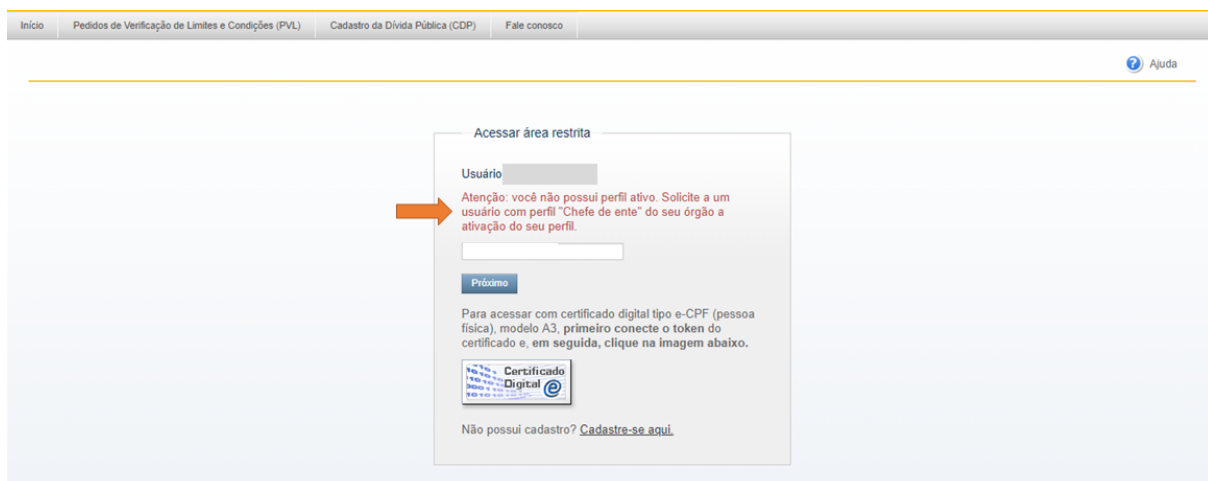 Início Pedidos de Verificação de Limites e Condições (PVL) Cadastro da Dívida Pública (CDP) Fale conosco
Ajuda
Acessar área restrita
Usuário
Atenção: você não possui perfil ativo. Solicite a um
usuário com perfil "Chefe de ente" do seu órgão a
ativação do seu perfil.
Próximo
Para acessar com certificado digital tipo e-CPF (pessoa
física), modelo A3, primeiro conecte o token do
certificado e, em seguida, clique na imagem abaixo.
Certificado
Digital
Não possui cadastro? Cadastre-se aqui.